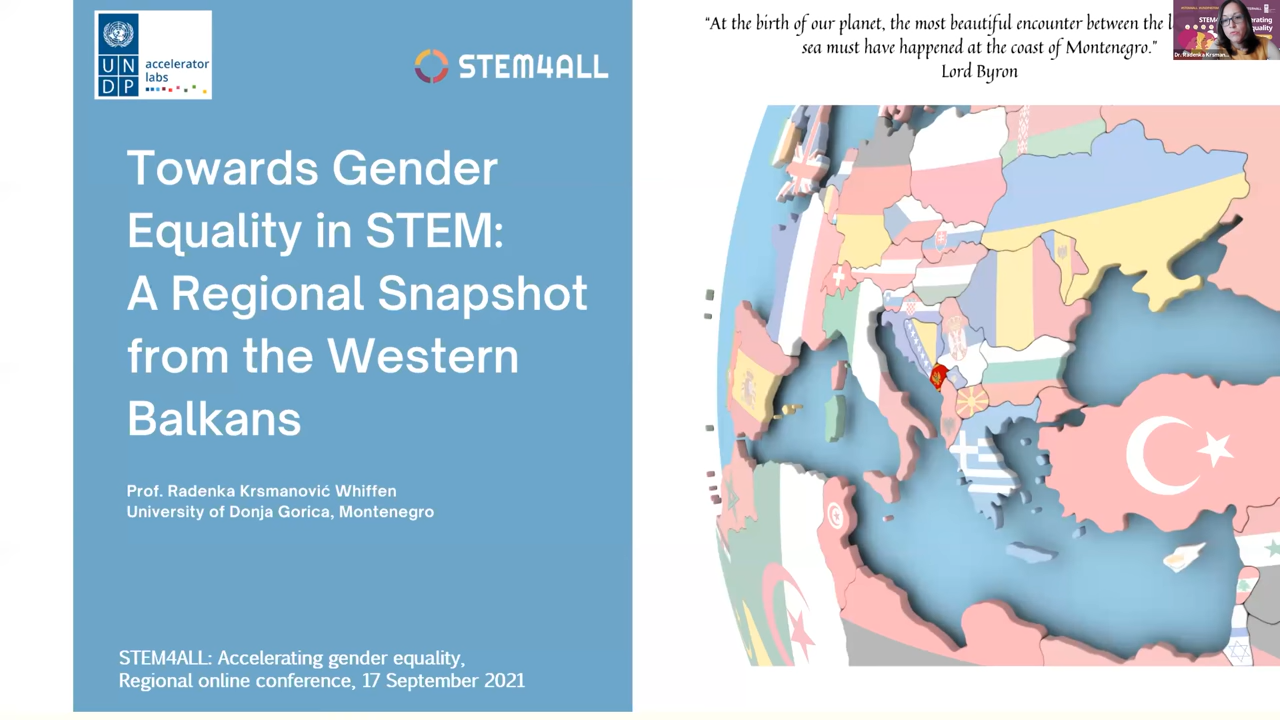 UN
DP
accelerator
labs
STEM4ALL
Towards Gender
Equality in STEM:
A Regional Snapshot
from the Western
Balkans
Prof. Radenka Krsmanović Whiffen
University of Donja Gorica, Montenegro
STEM4ALL: Accelerating gender equality,
Regional online conference, 17 September 2021
“At the birth of our planet, the most beautiful encounter between the
sea must have happened at the coast of Montenegro.”
Lord Byron
Dr. Radenka Krsman...